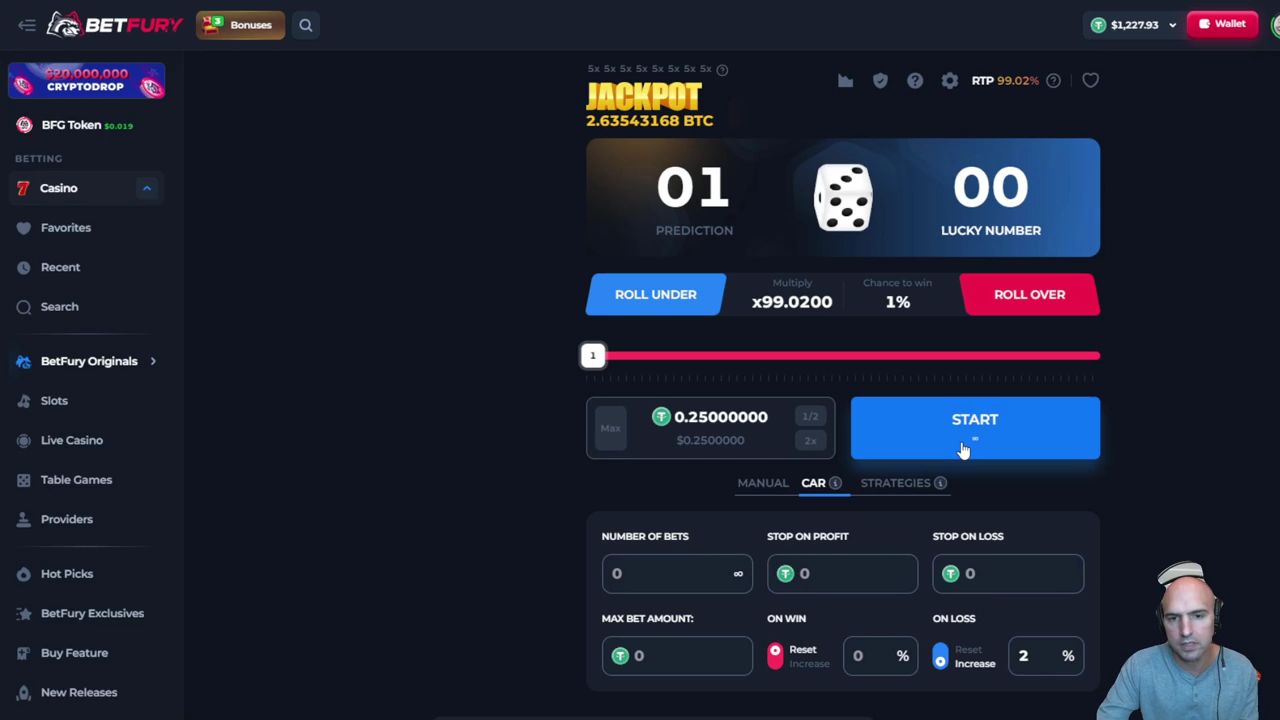 BETFURY
3
Bonuses
$1,227.93
Wallet
$20,000,000
CRYPTODROP
BFG Token $0.019
BETTING
7 Casino
Favorites
Recent
Search
BetFury Originals
Slots
Live Casino
Table Games
Providers
Hot Picks
BetFury Exclusives
Buy Feature
New Releases
5x 5x 5x 5x 5x 5x 5x 5x ?
JACKPOT
2.63543168 BTC
? RTP 99.02% ?
01
PREDICTION
00
LUCKY NUMBER
ROLL UNDER
Multiply
x99.0200
Chance to win
1%
ROLL OVER
1
Max
0.25000000
$0.2500000
1/2
2x
START
∞
MANUAL CAR i STRATEGIES i
NUMBER OF BETS
0 ∞
STOP ON PROFIT
0
STOP ON LOSS
0
MAX BET AMOUNT:
0
ON WIN
Reset
Increase
0 %
ON LOSS
Reset
Increase
2 %